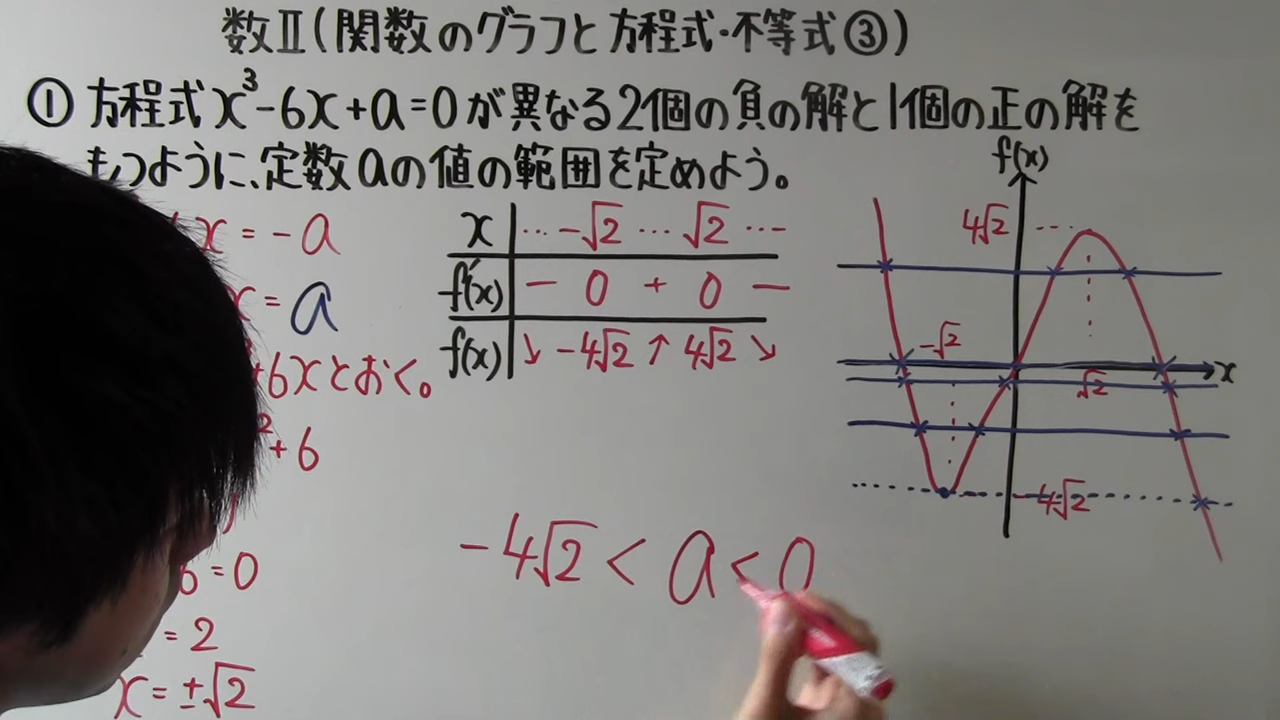 数Ⅱ(関数のグラフと方程式・不等式③)
① 方程式x³-6x+a=0が異なる2個の負の解と1個の正の解を
もつように、定数aの値の範囲を定めよう。
x = -a
x = a
+6xとおく。
² + 6
6 = 0
= 2
x = ±√2
x … -√2 … √2 …
f'(x) - 0 + 0 -
f(x) ↘ -4√2 ↗ 4√2 ↘
-4√2 < a < 0
f(x)
4√2
-√2
√2
x
-4√2